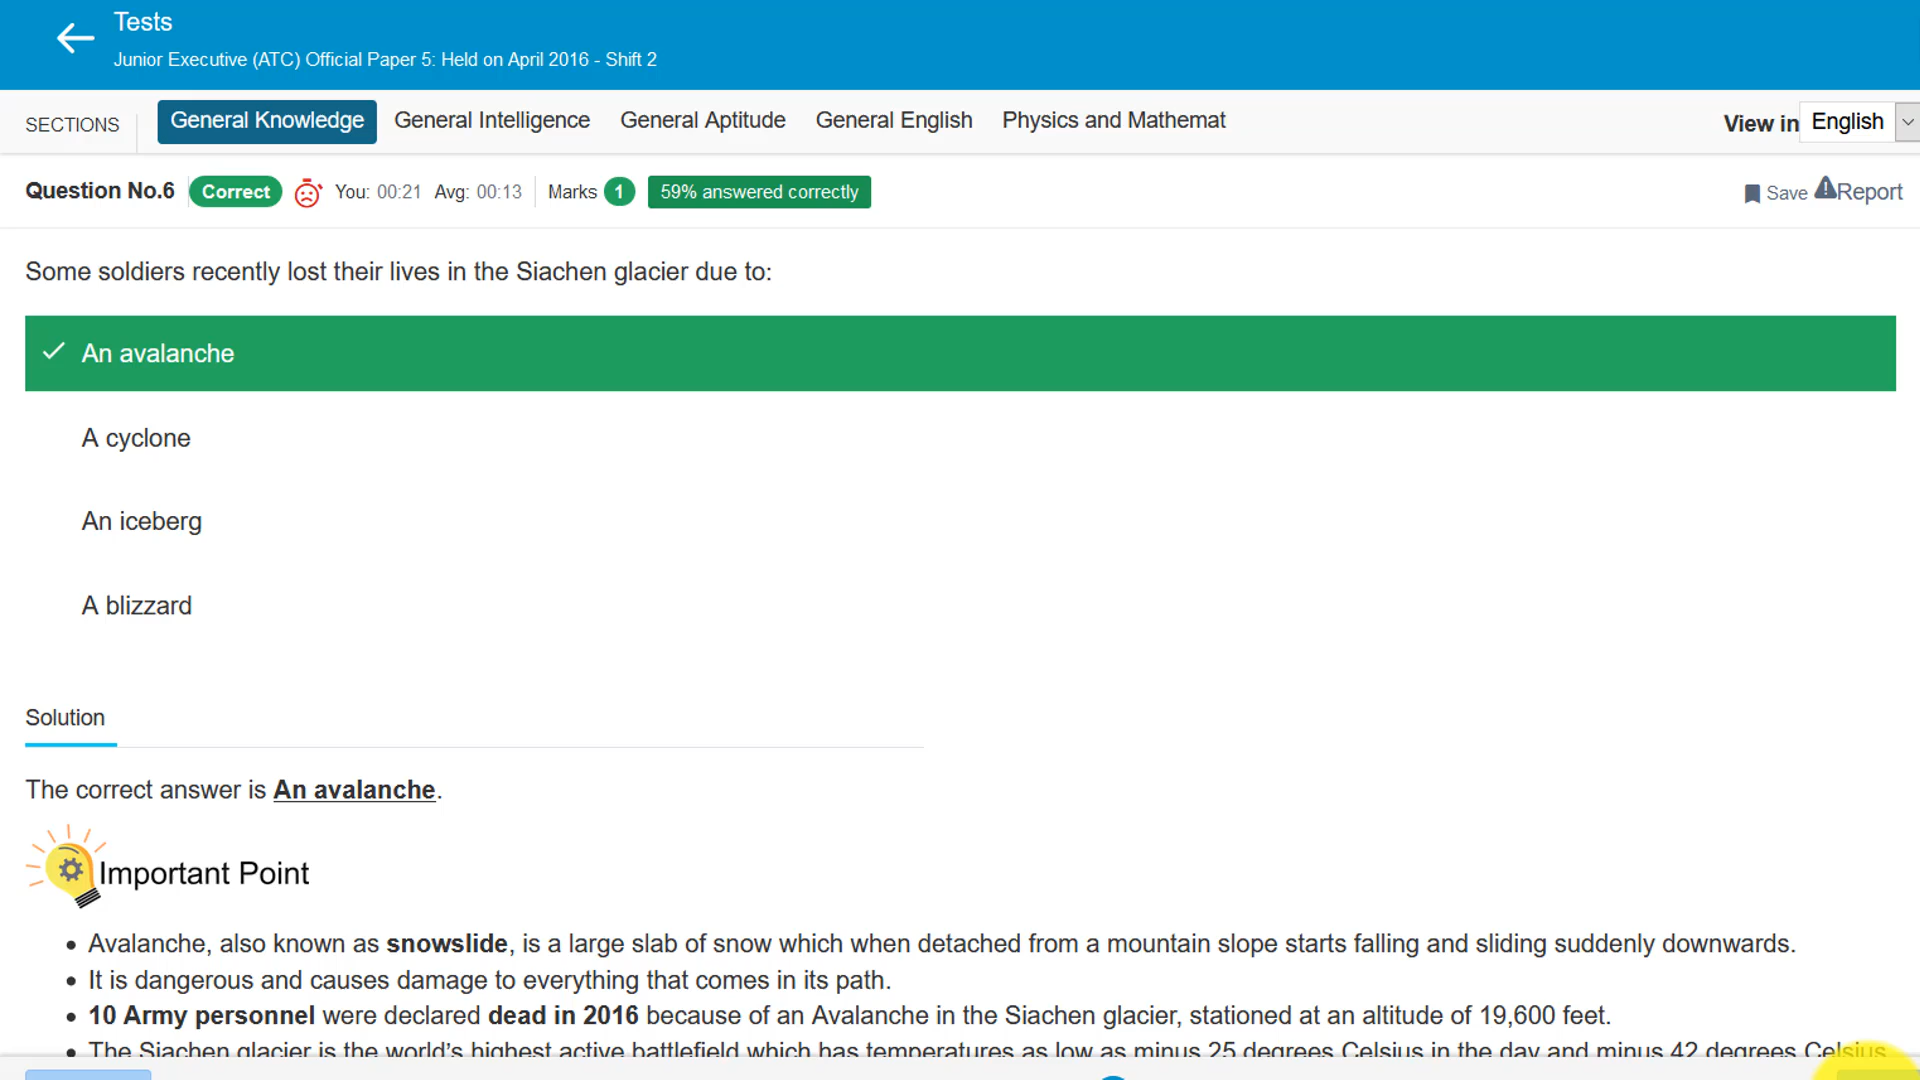 Tests
Junior Executive (ATC) Official Paper 5: Held on April 2016 - Shift 2
SECTIONS General Knowledge General Intelligence General Aptitude General English Physics and Mathemat View in English
Question No.6 Correct You: 00:21 Avg: 00:13 Marks 1 59% answered correctly Save Report
Some soldiers recently lost their lives in the Siachen glacier due to:
An avalanche
A cyclone
An iceberg
A blizzard
Solution
The correct answer is An avalanche.
Important Point
Avalanche, also known as snowslide, is a large slab of snow which when detached from a mountain slope starts falling and sliding suddenly downwards.
It is dangerous and causes damage to everything that comes in its path.
10 Army personnel were declared dead in 2016 because of an Avalanche in the Siachen glacier, stationed at an altitude of 19,600 feet.
The Siachen glacier is the world's highest active battlefield which has temperatures as low as minus 25 degrees Celsius in the day and minus 42 degrees Celsius